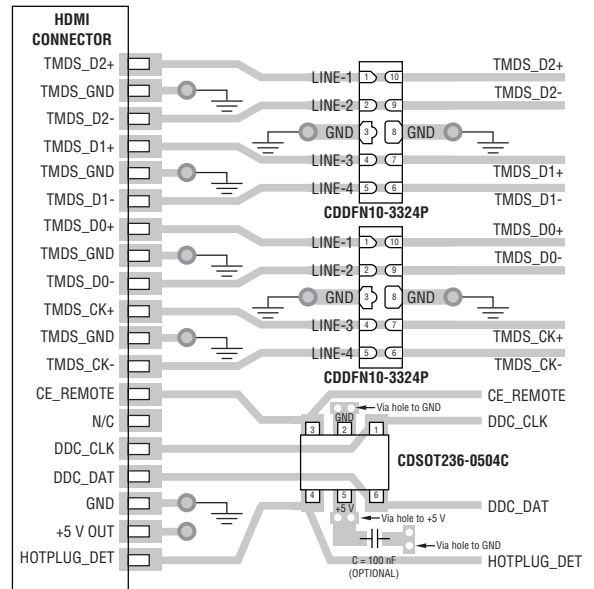 HDMI
CONNECTOR
TMDS_D2+
TMDS_GND
TMDS_D2-
TMDS_D1+
TMDS_GND
TMDS_D1-
TMDS_D0+
TMDS_GND
TMDS_D0-
TMDS_CK+
TMDS_GND
TMDS_CK-
CE_REMOTE
N/C
DDC_CLK
DDC_DAT
GND
+5 V OUT
HOTPLUG_DET
LINE-1 1 10 TMDS_D2+
LINE-2 2 9 TMDS_D2-
GND 3 8 GND
LINE-3 4 7 TMDS_D1+
LINE-4 5 6 TMDS_D1-
CDDFN10-3324P
LINE-1 1 10 TMDS_D0+
LINE-2 2 9 TMDS_D0-
GND 3 8 GND
LINE-3 4 7 TMDS_CK+
LINE-4 5 6 TMDS_CK-
CDDFN10-3324P
CE_REMOTE
Via hole to GND
GND
3 2 1
DDC_CLK
CDSOT236-0504C
4 5 6
+5 V
DDC_DAT
Via hole to +5 V
Via hole to GND
C = 100 nF
(OPTIONAL)
HOTPLUG_DET